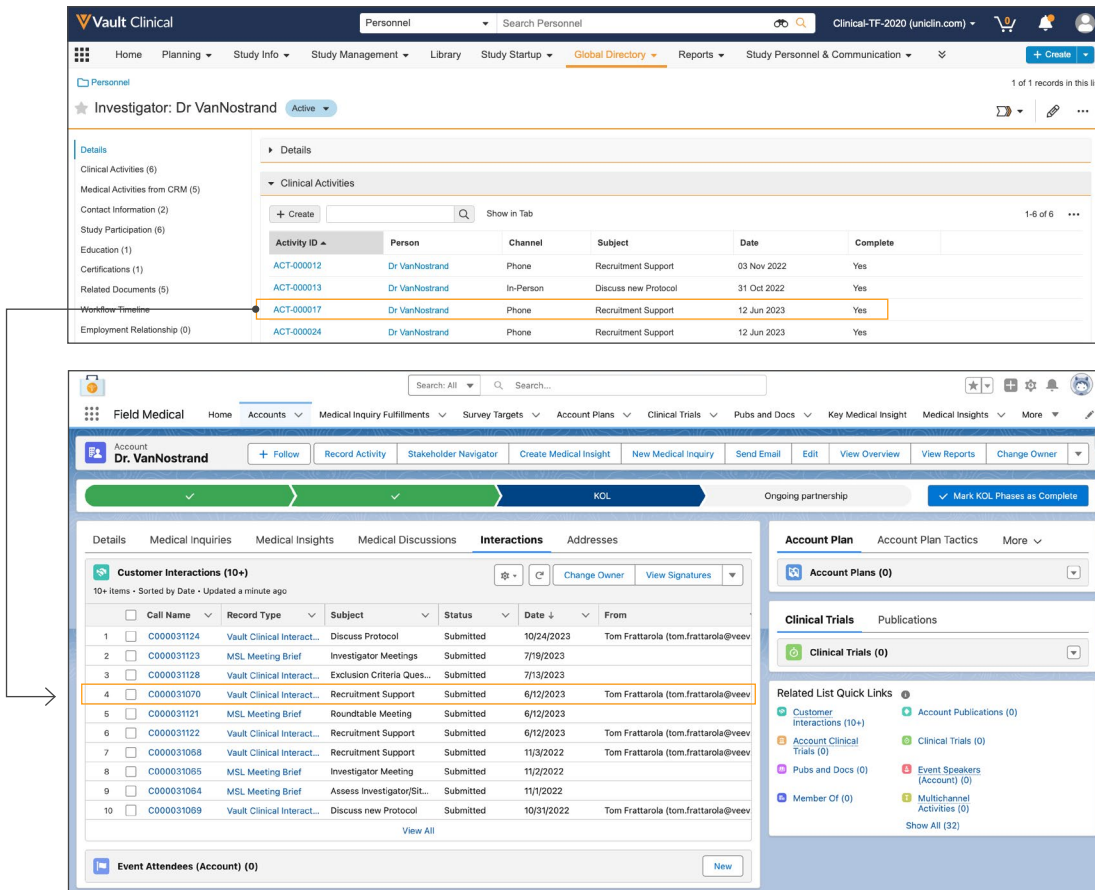 Vault Clinical
Personnel
Search Personnel
Clinical-TF-2020 (uniclin.com)
Home Planning Study Info Study Management Library Study Startup Global Directory Reports Study Personnel & Communication + Create
Personnel
1 of 1 records in this li
Investigator: Dr VanNostrand Active
Details
Clinical Activities (6)
Medical Activities from CRM (5)
Contact Information (2)
Study Participation (6)
Education (1)
Certifications (1)
Related Documents (5)
Workflow Timeline
Employment Relationship (0)
Details
Clinical Activities
+ Create Show in Tab 1-6 of 6
Activity ID Person Channel Subject Date Complete
ACT-000012 Dr VanNostrand Phone Recruitment Support 03 Nov 2022 Yes
ACT-000013 Dr VanNostrand In-Person Discuss new Protocol 31 Oct 2022 Yes
ACT-000017 Dr VanNostrand Phone Recruitment Support 12 Jun 2023 Yes
ACT-000024 Dr VanNostrand Phone Recruitment Support 12 Jun 2023 Yes
Search: All Search...
Field Medical Home Accounts Medical Inquiry Fulfillments Survey Targets Account Plans Clinical Trials Pubs and Docs Key Medical Insight Medical Insights More
Account
Dr. VanNostrand
+ Follow Record Activity Stakeholder Navigator Create Medical Insight New Medical Inquiry Send Email Edit View Overview View Reports Change Owner
KOL Ongoing partnership Mark KOL Phases as Complete
Details Medical Inquiries Medical Insights Medical Discussions Interactions Addresses
Customer Interactions (10+)
Change Owner View Signatures
10+ items • Sorted by Date • Updated a minute ago
Call Name Record Type Subject Status Date ↓ From
1 C000031124 Vault Clinical Interact... Discuss Protocol Submitted 10/24/2023 Tom Frattarola (tom.frattarola@veev
2 C000031123 MSL Meeting Brief Investigator Meetings Submitted 7/19/2023
3 C000031128 Vault Clinical Interact... Exclusion Criteria Ques... Submitted 7/13/2023
4 C000031070 Vault Clinical Interact... Recruitment Support Submitted 6/12/2023 Tom Frattarola (tom.frattarola@veev
5 C000031121 MSL Meeting Brief Roundtable Meeting Submitted 6/12/2023
6 C000031122 Vault Clinical Interact... Recruitment Support Submitted 6/12/2023 Tom Frattarola (tom.frattarola@veev
7 C000031068 Vault Clinical Interact... Recruitment Support Submitted 11/3/2022 Tom Frattarola (tom.frattarola@veev
8 C000031065 MSL Meeting Brief Investigator Meeting Submitted 11/2/2022
9 C000031064 MSL Meeting Brief Assess Investigator/Sit... Submitted 11/1/2022
10 C000031069 Vault Clinical Interact... Discuss new Protocol Submitted 10/31/2022 Tom Frattarola (tom.frattarola@veev
View All
Event Attendees (Account) (0) New
Account Plan Account Plan Tactics More
Account Plans (0)
Clinical Trials Publications
Clinical Trials (0)
Related List Quick Links
Customer Interactions (10+)
Account Publications (0)
Account Clinical Trials (0)
Clinical Trials (0)
Pubs and Docs (0)
Event Speakers (Account) (0)
Member Of (0)
Multichannel Activities (0)
Show All (32)